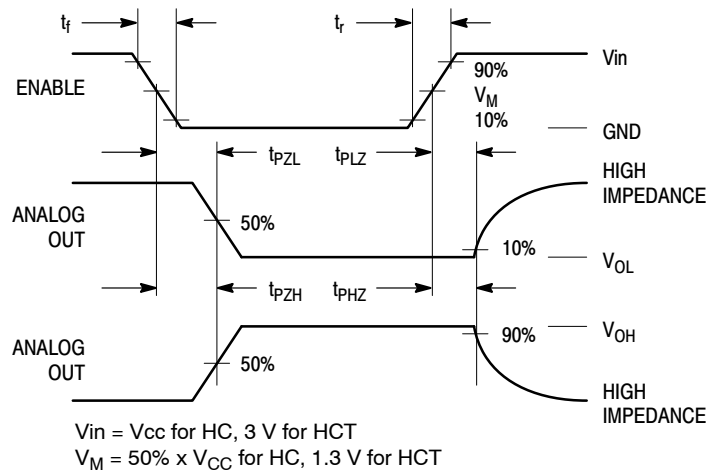 tf
tr
ENABLE
90%
VM
10%
Vin
GND
tPZL
tPLZ
HIGH
IMPEDANCE
ANALOG
OUT
50%
10%
VOL
tPZH
tPHZ
ANALOG
OUT
50%
90%
VOH
HIGH
IMPEDANCE
Vin = Vcc for HC, 3 V for HCT
VM = 50% x VCC for HC, 1.3 V for HCT